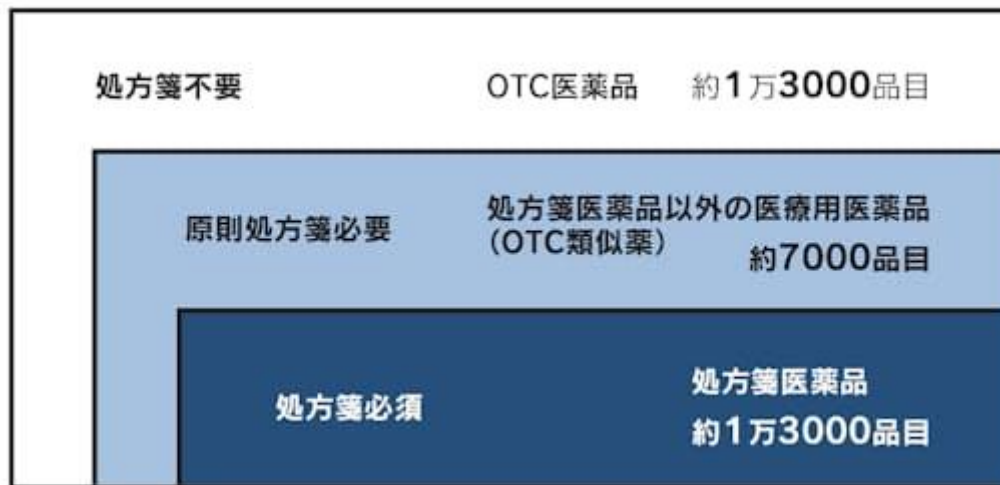 処方箋不要 OTC医薬品 約1万3000品目
原則処方箋必要 処方箋医薬品以外の医療用医薬品
(OTC類似薬) 約7000品目
処方箋必須 処方箋医薬品
約1万3000品目